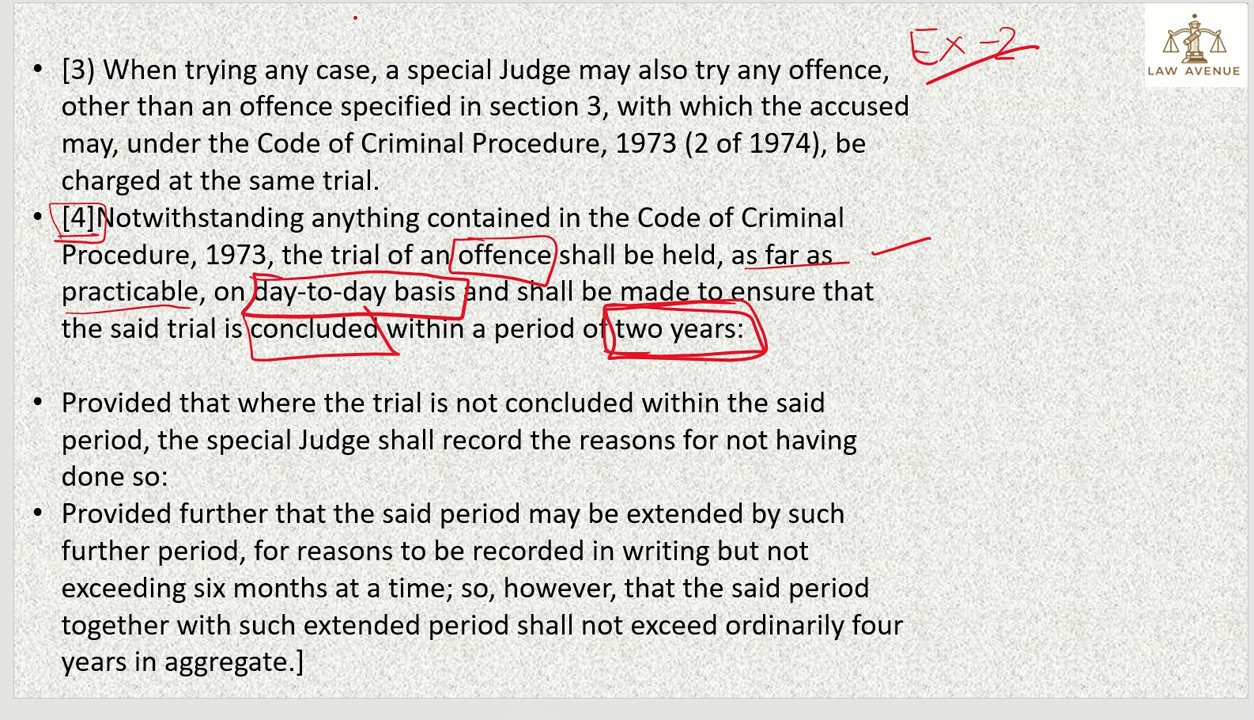 Ex-2
LAW AVENUE
• [3) When trying any case, a special Judge may also try any offence,
other than an offence specified in section 3, with which the accused
may, under the Code of Criminal Procedure, 1973 (2 of 1974), be
charged at the same trial.
• [4]Notwithstanding anything contained in the Code of Criminal
Procedure, 1973, the trial of an offence shall be held, as far as
practicable, on day-to-day basis and shall be made to ensure that
the said trial is concluded within a period of two years:
• Provided that where the trial is not concluded within the said
period, the special Judge shall record the reasons for not having
done so:
• Provided further that the said period may be extended by such
further period, for reasons to be recorded in writing but not
exceeding six months at a time; so, however, that the said period
together with such extended period shall not exceed ordinarily four
years in aggregate.]